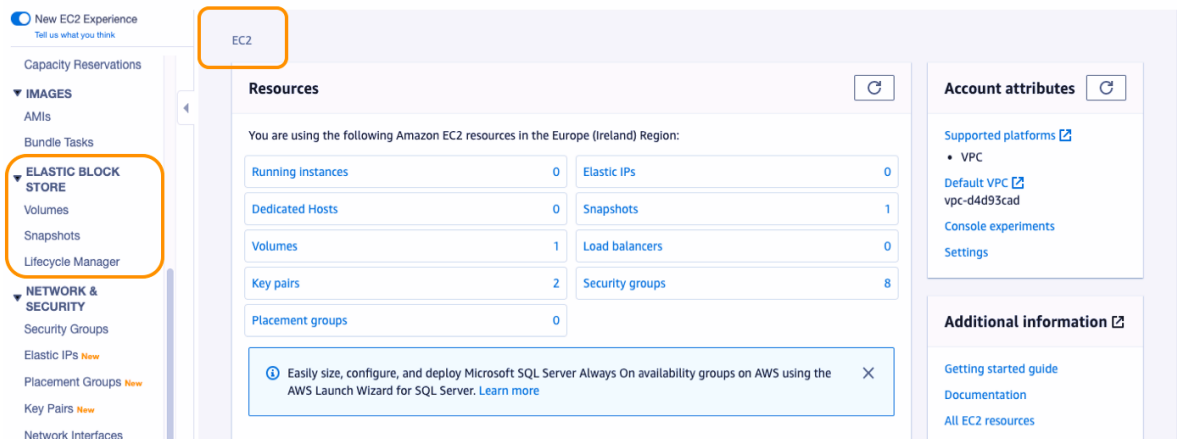 New EC2 Experience
Tell us what you think
Capacity Reservations
IMAGES
AMIs
Bundle Tasks
ELASTIC BLOCK
STORE
Volumes
Snapshots
Lifecycle Manager
NETWORK &
SECURITY
Security Groups
Elastic IPs New
Placement Groups New
Key Pairs New
Network Interfaces
EC2
Resources
You are using the following Amazon EC2 resources in the Europe (Ireland) Region:
Running instances 0
Elastic IPs 0
Dedicated Hosts 0
Snapshots 1
Volumes 1
Load balancers 0
Key pairs 2
Security groups 8
Placement groups 0
Easily size, configure, and deploy Microsoft SQL Server Always On availability groups on AWS using the
AWS Launch Wizard for SQL Server. Learn more
Account attributes
Supported platforms
• VPC
Default VPC
vpc-d4d93cad
Console experiments
Settings
Additional information
Getting started guide
Documentation
All EC2 resources